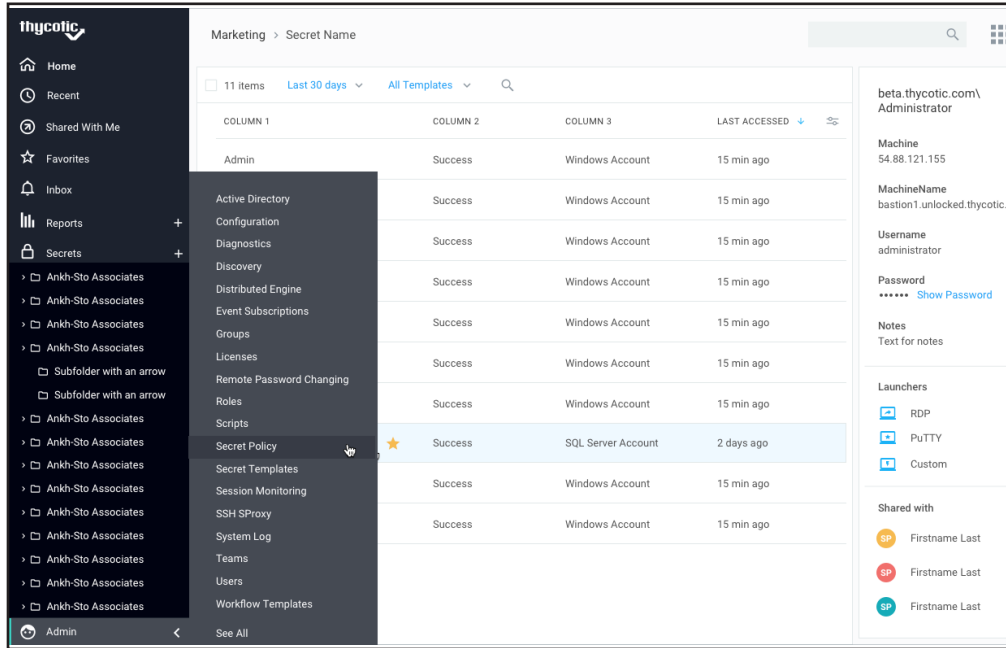 thycotic
Home
Recent
Shared With Me
Favorites
Inbox
Reports +
Secrets +
> Ankh-Sto Associates
> Ankh-Sto Associates
> Ankh-Sto Associates
> Ankh-Sto Associates
Subfolder with an arrow
Subfolder with an arrow
> Ankh-Sto Associates
> Ankh-Sto Associates
> Ankh-Sto Associates
> Ankh-Sto Associates
> Ankh-Sto Associates
> Ankh-Sto Associates
> Ankh-Sto Associates
> Ankh-Sto Associates
> Ankh-Sto Associates
Admin <
Active Directory
Configuration
Diagnostics
Discovery
Distributed Engine
Event Subscriptions
Groups
Licenses
Remote Password Changing
Roles
Scripts
Secret Policy
Secret Templates
Session Monitoring
SSH SProxy
System Log
Teams
Users
Workflow Templates
See All
Marketing > Secret Name
11 items Last 30 days All Templates
COLUMN 1 COLUMN 2 COLUMN 3 LAST ACCESSED
Admin Success Windows Account 15 min ago
Success Windows Account 15 min ago
Success Windows Account 15 min ago
Success Windows Account 15 min ago
Success Windows Account 15 min ago
Success Windows Account 15 min ago
Success Windows Account 15 min ago
Success SQL Server Account 2 days ago
Success Windows Account 15 min ago
Success Windows Account 15 min ago
beta.thycotic.com\
Administrator
Machine
54.88.121.155
MachineName
bastion1.unlocked.thycotic.
Username
administrator
Password
•••••• Show Password
Notes
Text for notes
Launchers
RDP
PuTTY
Custom
Shared with
SP Firstname Last
SP Firstname Last
SP Firstname Last